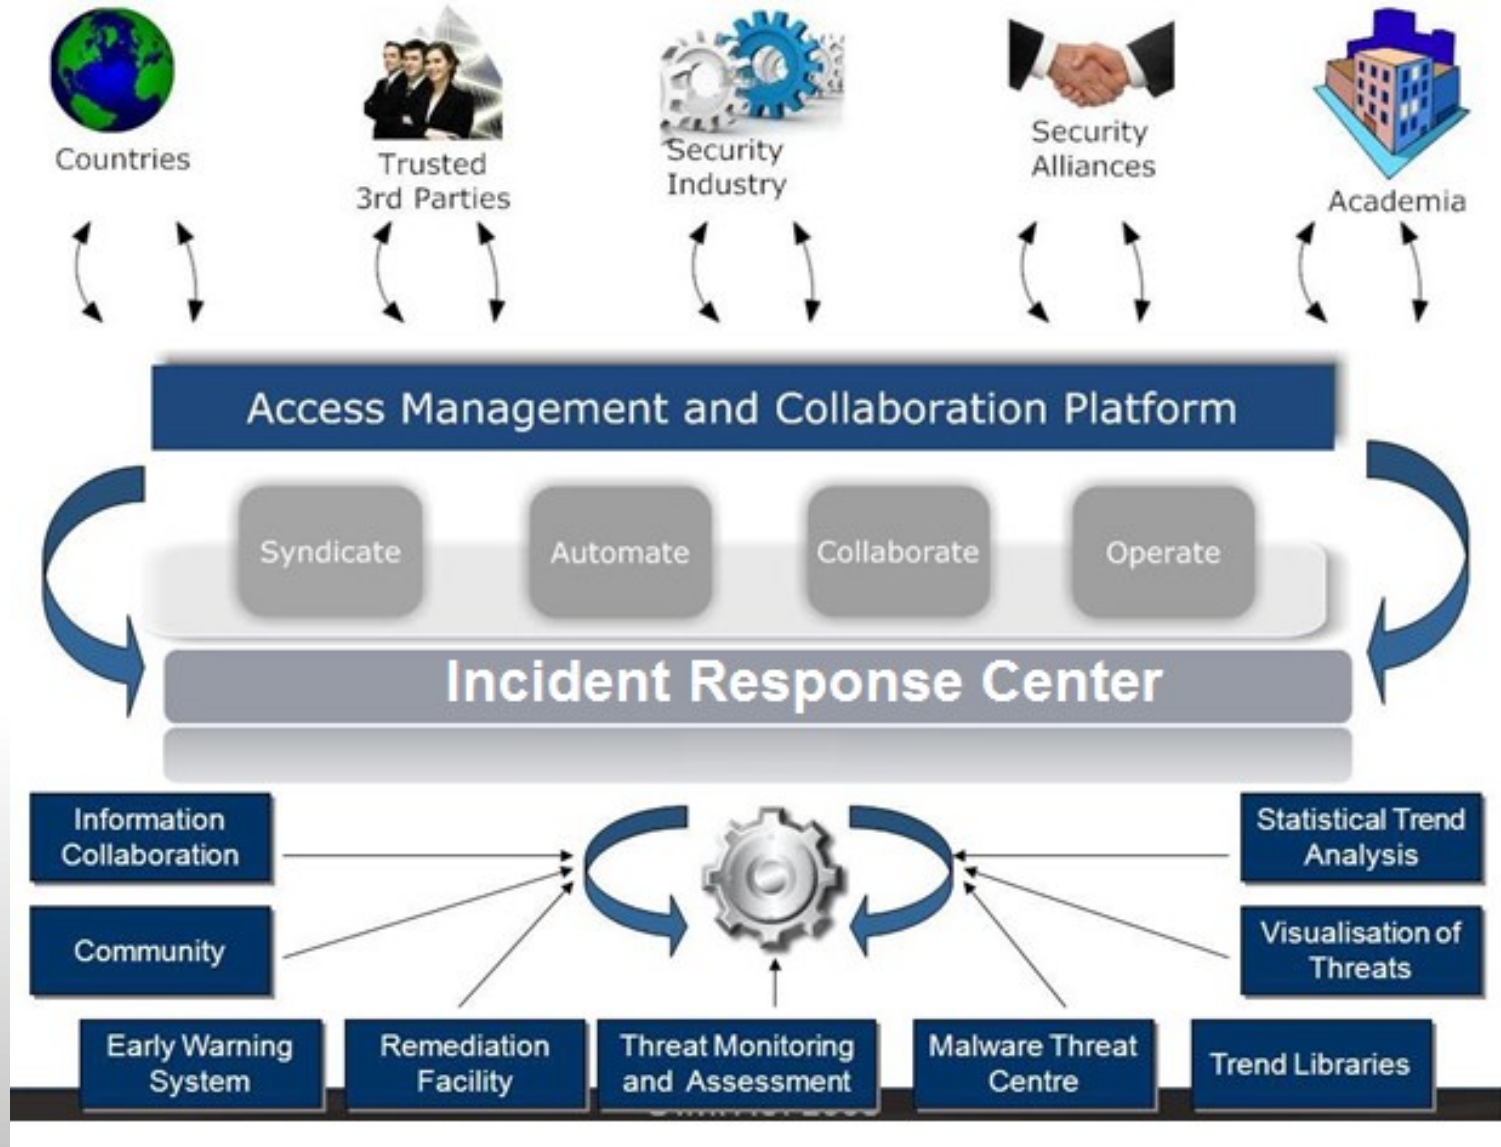 Countries
Trusted
3rd Parties
Security
Industry
Security
Alliances
Academia
Access Management and Collaboration Platform
Syndicate
Automate
Collaborate
Operate
Incident Response Center
Information
Collaboration
Statistical Trend
Analysis
Community
Visualisation of
Threats
Early Warning
System
Remediation
Facility
Threat Monitoring
and Assessment
Malware Threat
Centre
Trend Libraries